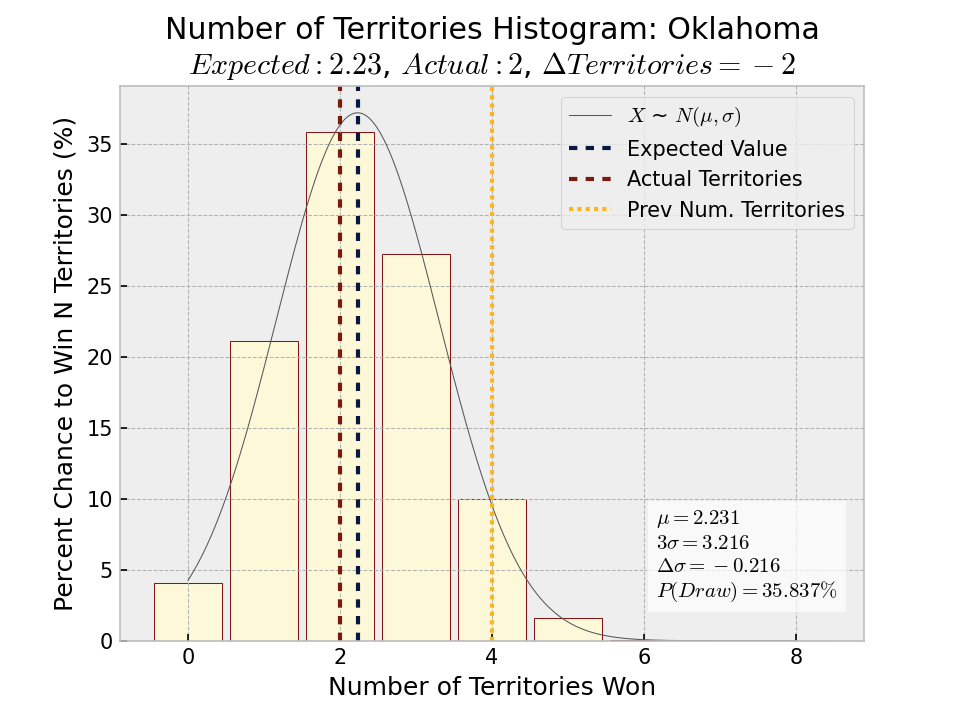 Number of Territories Histogram: Oklahoma
Expected : 2.23, Actual : 2, ΔTerritories = −2
Percent Chance to Win N Territories (%)
35
30
25
20
15
10
5
0
X ~ N(μ, σ)
Expected Value
Actual Territories
Prev Num. Territories
μ = 2.231
3σ = 3.216
Δσ = −0.216
P(Draw) = 35.837%
0 2 4 6 8
Number of Territories Won